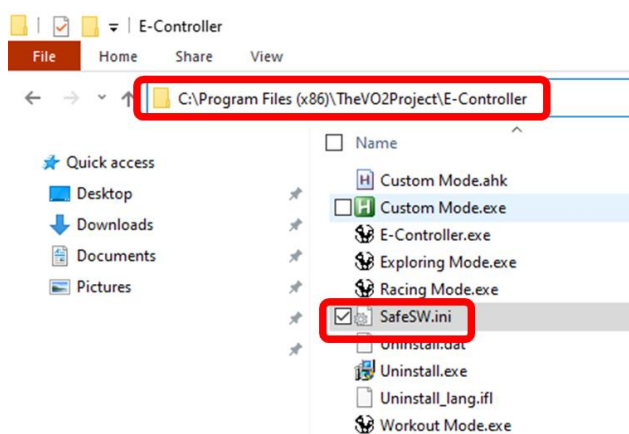 E-Controller
File Home Share View
C:\Program Files (x86)\TheVO2Project\E-Controller
Name
Quick access
Desktop
Downloads
Documents
Pictures
Custom Mode.ahk
Custom Mode.exe
E-Controller.exe
Exploring Mode.exe
Racing Mode.exe
SafeSW.ini
Uninstall.dat
Uninstall.exe
Uninstall_lang.ifl
Workout Mode.exe